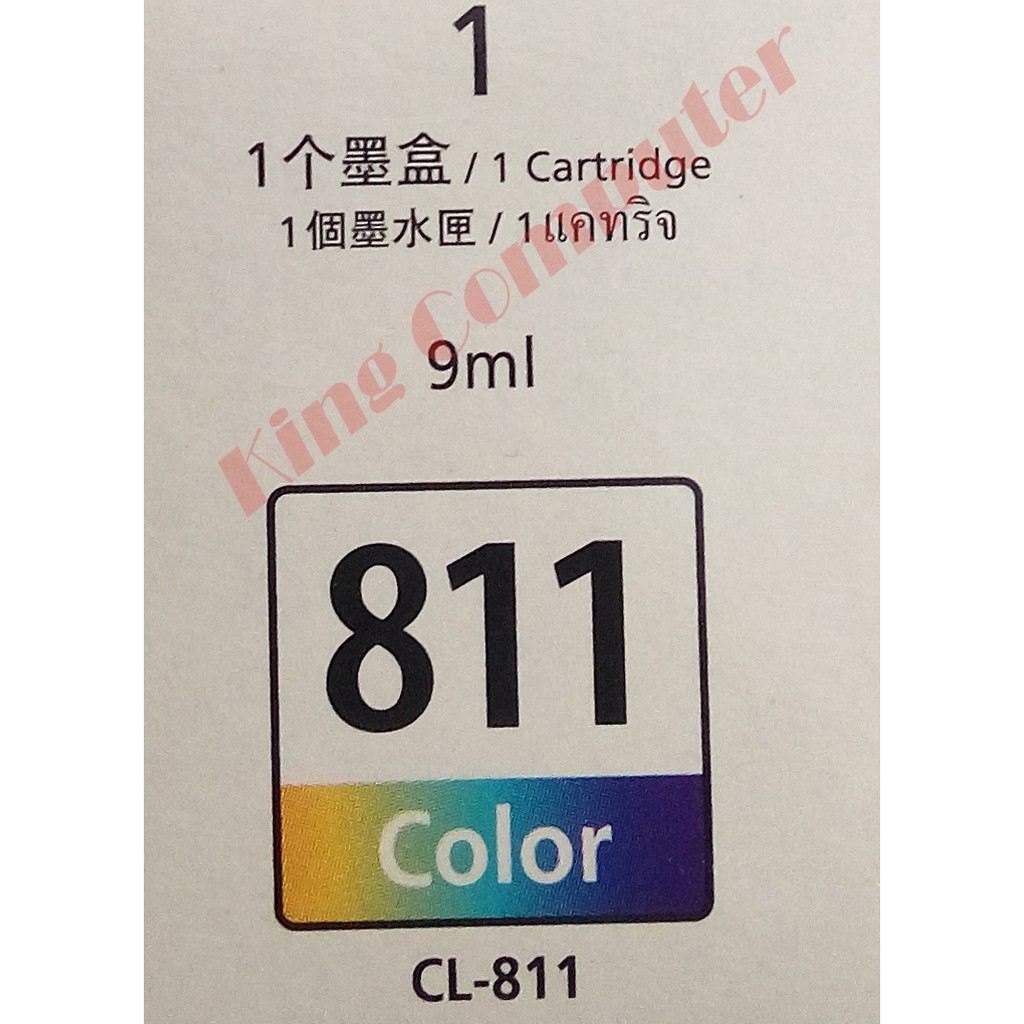 1
1个墨盒 / 1 Cartridge
1個墨水匣 / 1แคทริจ
9ml
King Computer
811
Color
CL-811